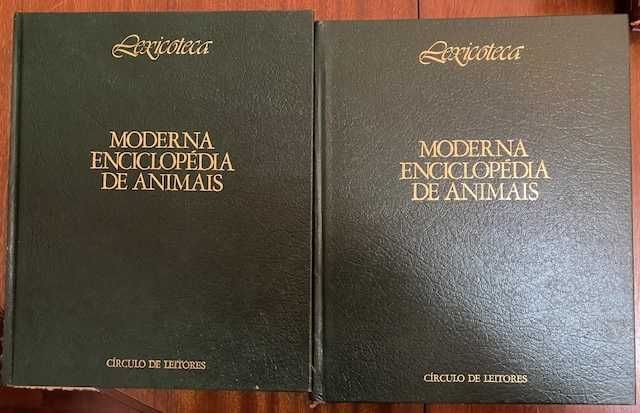 Lexicoteca
MODERNA
ENCICLOPÉDIA
DE ANIMAIS
CÍRCULO DE LEITORES
Lexicoteca
MODERNA
ENCICLOPÉDIA
DE ANIMAIS
CÍRCULO DE LEITORES